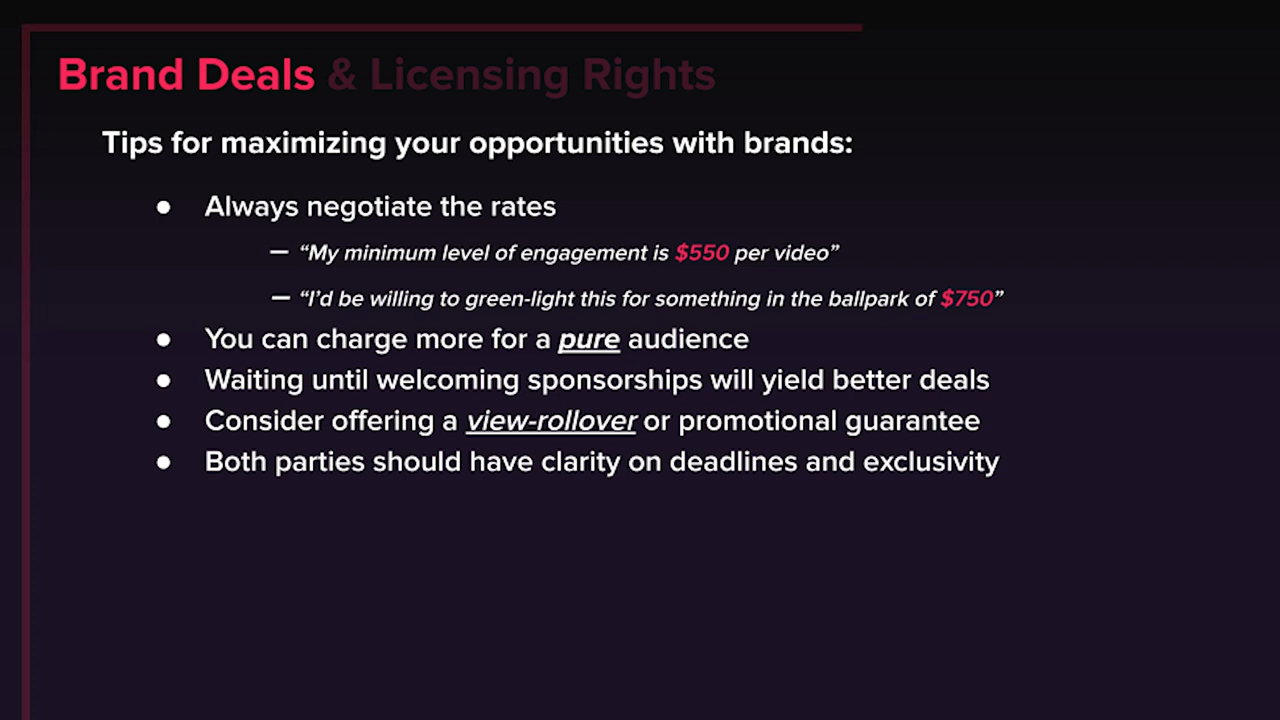 Brand Deals & Licensing Rights
Tips for maximizing your opportunities with brands:
● Always negotiate the rates
– “My minimum level of engagement is $550 per video”
– “I’d be willing to green-light this for something in the ballpark of $750”
● You can charge more for a pure audience
● Waiting until welcoming sponsorships will yield better deals
● Consider offering a view-rollover or promotional guarantee
● Both parties should have clarity on deadlines and exclusivity